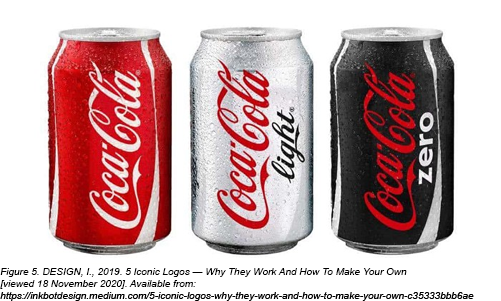 Coca-Cola
Coca-Cola
light
Coca-Cola
zero
Figure 5. DESIGN, I., 2019. 5 Iconic Logos — Why They Work And How To Make Your Own
[viewed 18 November 2020]. Available from:
https://inkbotdesign.medium.com/5-iconic-logos-why-they-work-and-how-to-make-your-own-c35333bbb6ae